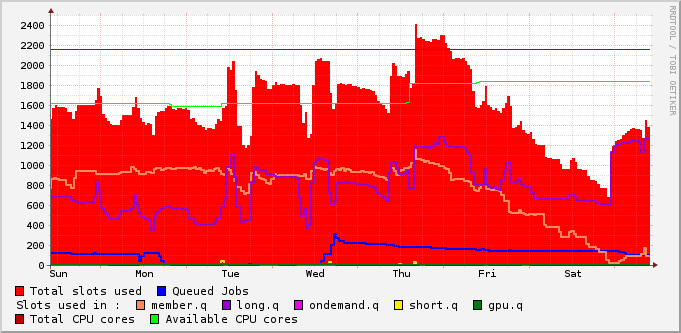 2400
2200
2000
1800
1600
1400
1200
1000
800
600
400
200
0
Sun Mon Tue Wed Thu Fri Sat
Total slots used Queued Jobs
Slots used in : member.q long.q ondemand.q short.q gpu.q
Total CPU cores Available CPU cores
RRDTOOL / TOBI OETIKER